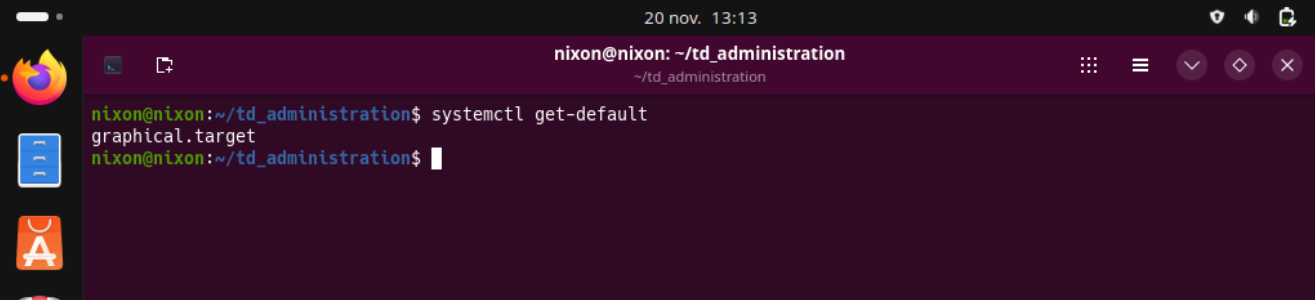 20 nov. 13:13
nixon@nixon: ~/td_administration
~/td_administration
nixon@nixon:~/td_administration$ systemctl get-default
graphical.target
nixon@nixon:~/td_administration$